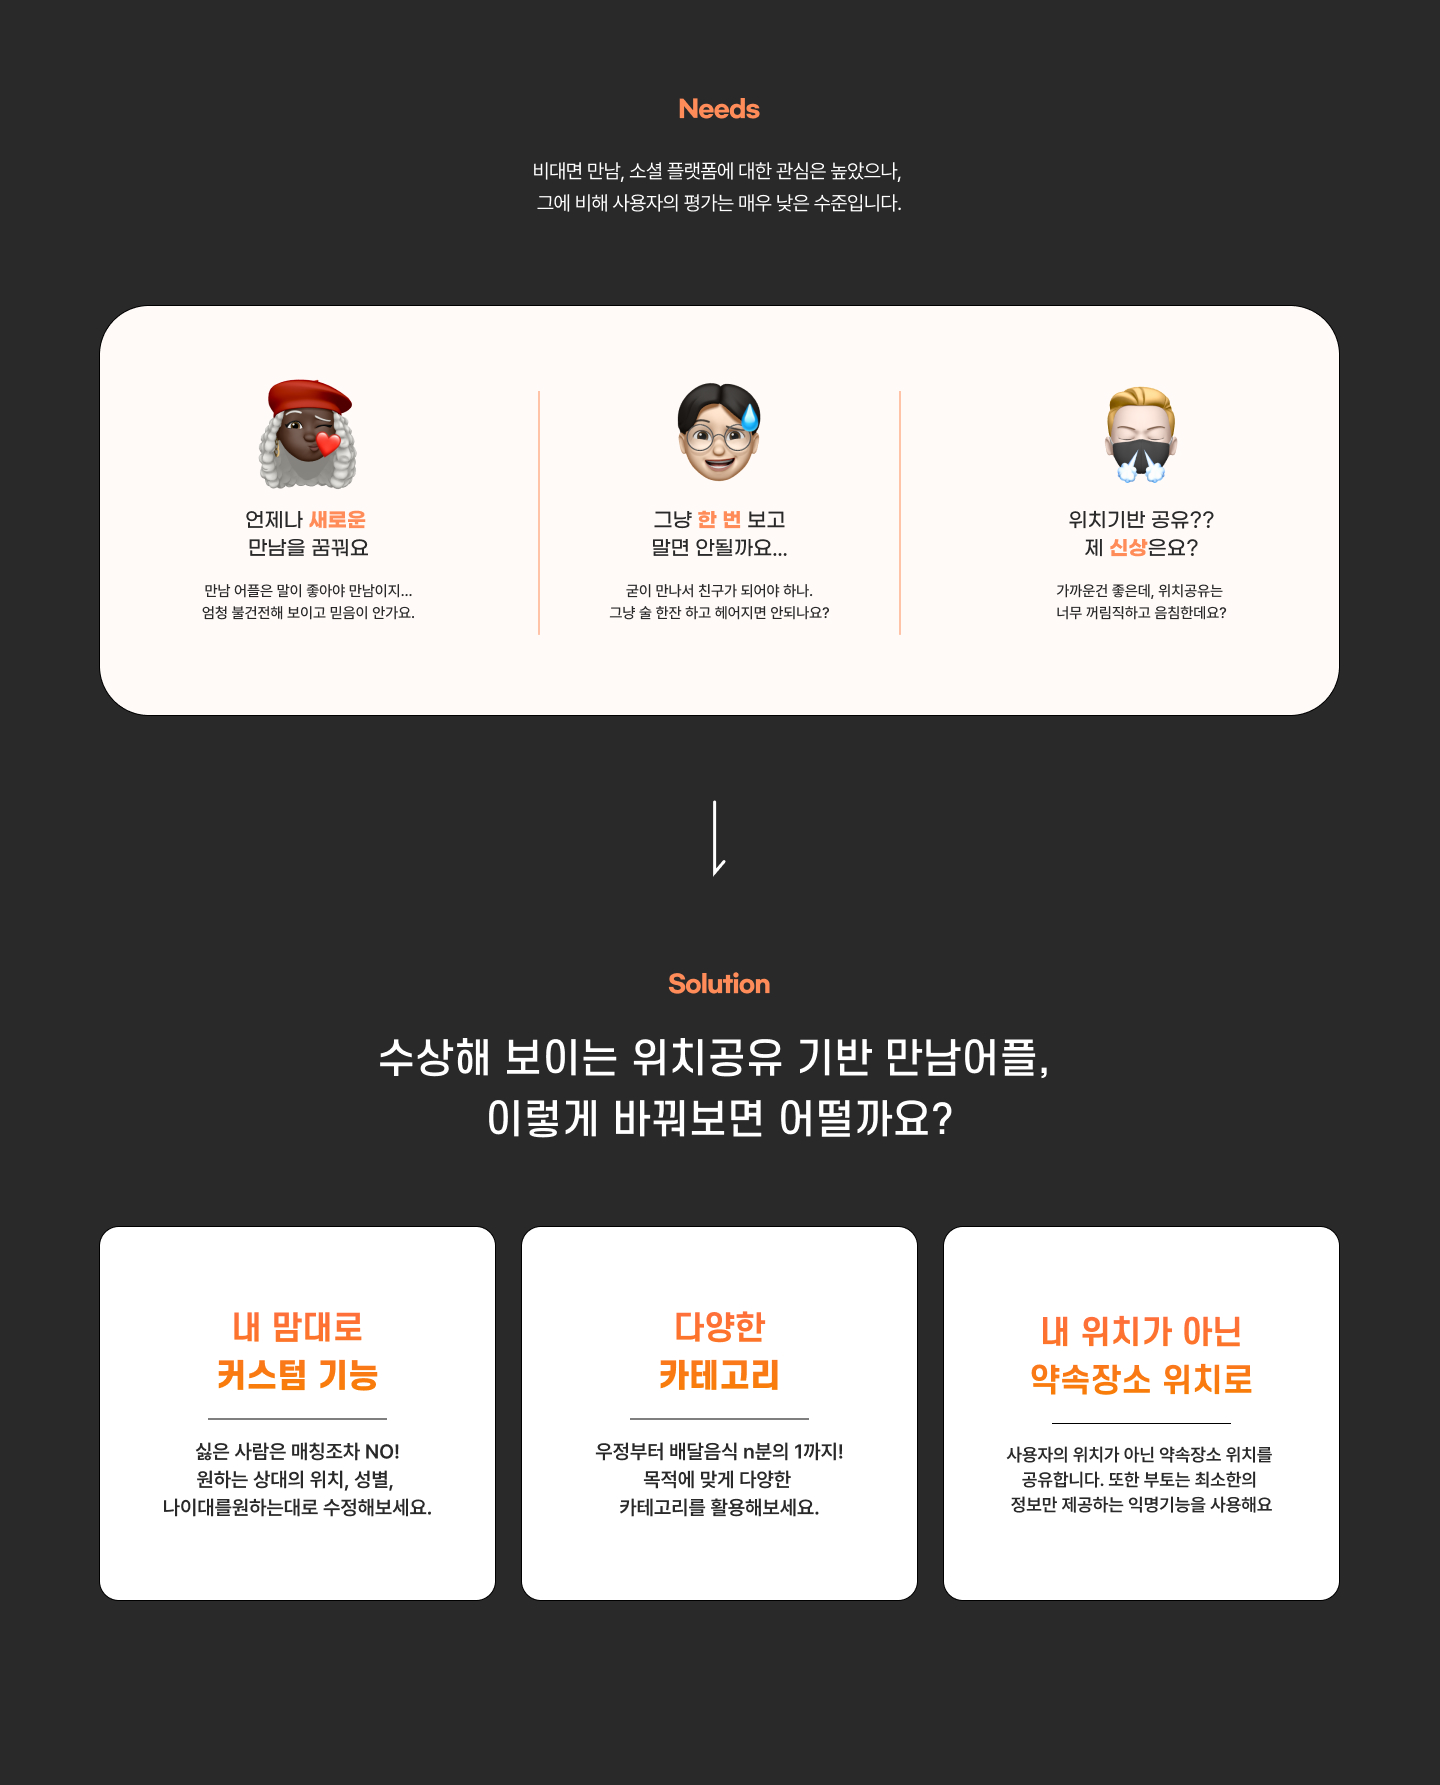 Needs
비대면 만남, 소셜 플랫폼에 대한 관심은 높았으나,
그에 비해 사용자의 평가는 매우 낮은 수준입니다.
언제나 새로운
만남을 꿈꿔요
만남 어플은 말이 좋아야 만남이지...
엄청 불건전해 보이고 믿음이 안가요.
그냥 한 번 보고
말면 안될까요...
굳이 만나서 친구가 되어야 하나.
그냥 술 한잔 하고 헤어지면 안되나요?
위치기반 공유??
제 신상은요?
가까운건 좋은데, 위치공유는
너무 꺼림직하고 음침한데요?
Solution
수상해 보이는 위치공유 기반 만남어플,
이렇게 바꿔보면 어떨까요?
내 맘대로
커스텀 기능
싫은 사람은 매칭조차 NO!
원하는 상대의 위치, 성별,
나이대를원하는대로 수정해보세요.
다양한
카테고리
우정부터 배달음식 n분의 1까지!
목적에 맞게 다양한
카테고리를 활용해보세요.
내 위치가 아닌
약속장소 위치로
사용자의 위치가 아닌 약속장소 위치를
공유합니다. 또한 부토는 최소한의
정보만 제공하는 익명기능을 사용해요